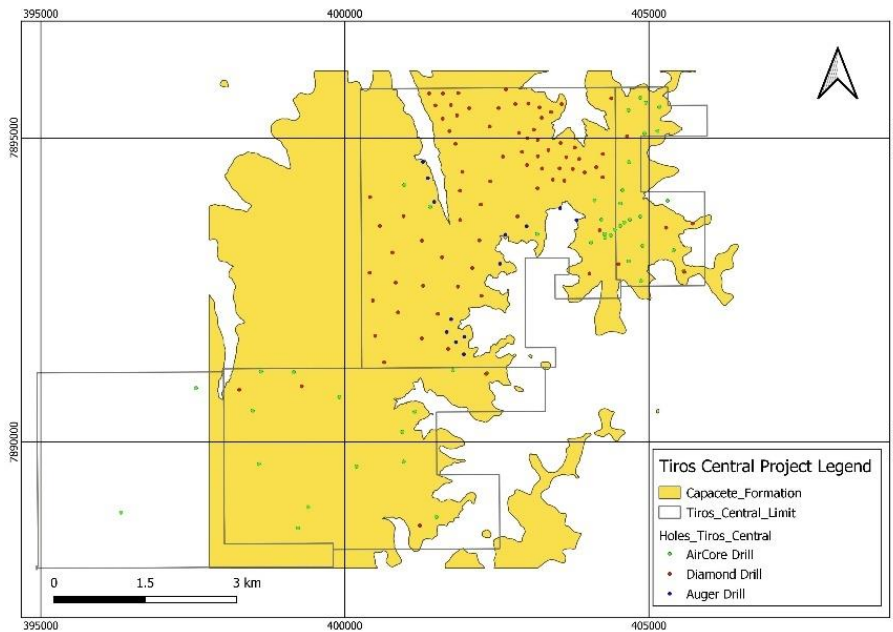 395000 400000 405000
7895000
7890000
Tiros Central Project Legend
Capacete_Formation
Tiros_Central_Limit
Holes_Tiros_Central
AirCore Drill
Diamond Drill
Auger Drill
0 1.5 3 km
395000 400000 405000